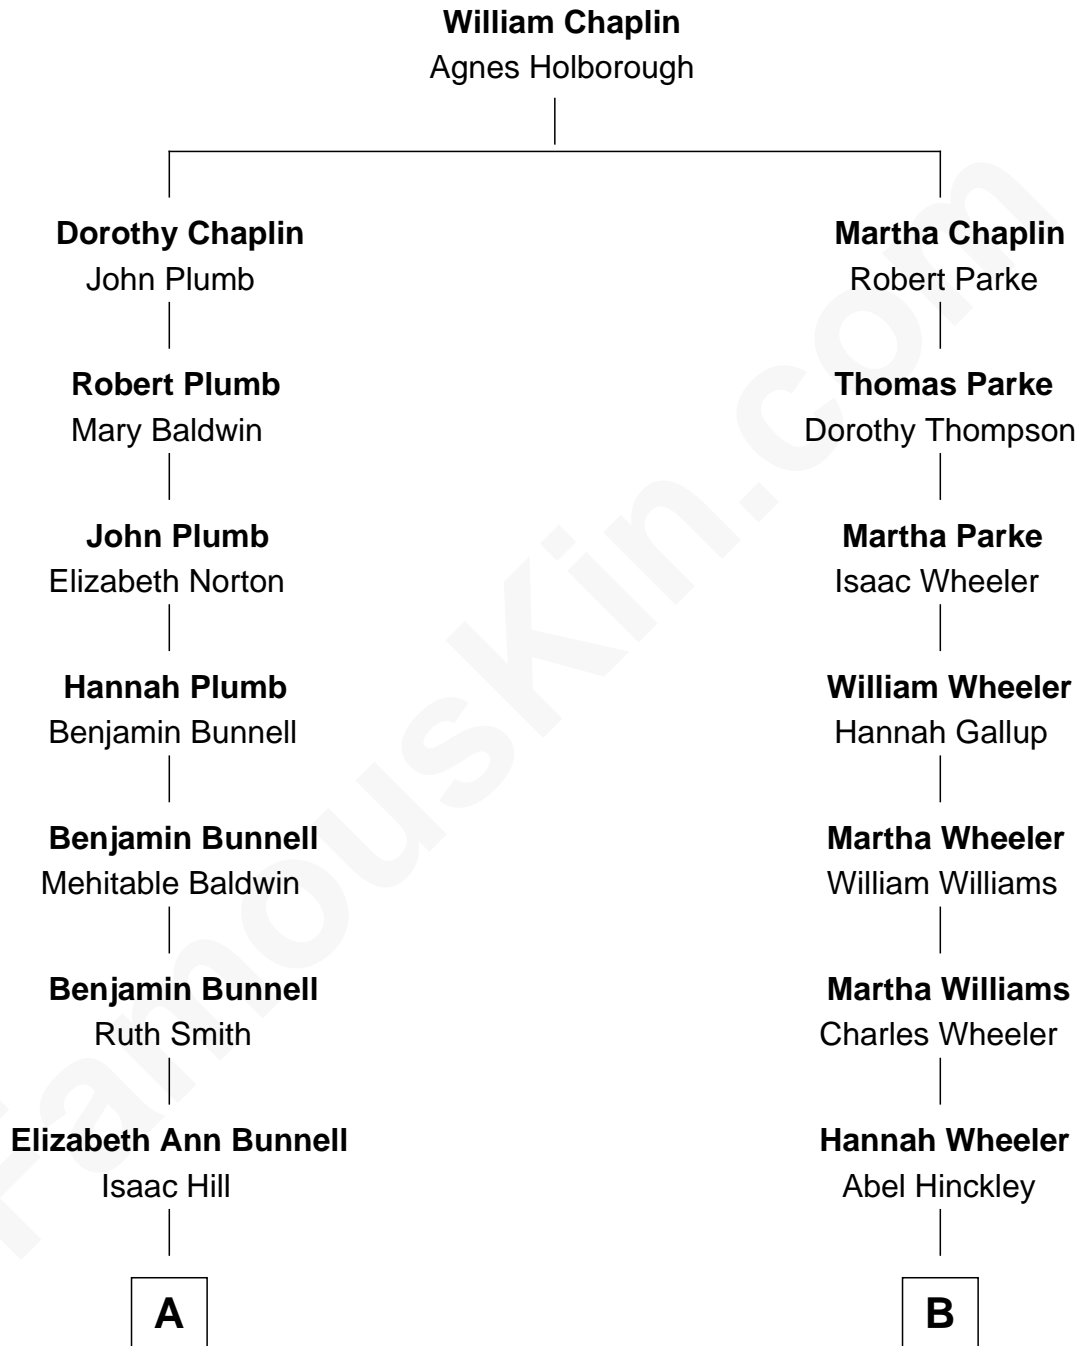 William Chaplin
Agnes Holborough
Dorothy Chaplin
John Plumb
Martha Chaplin
Robert Parke
Robert Plumb
Mary Baldwin
Thomas Parke
Dorothy Thompson
John Plumb
Elizabeth Norton
Martha Parke
Isaac Wheeler
Hannah Plumb
Benjamin Bunnell
William Wheeler
Hannah Gallup
Benjamin Bunnell
Mehitable Baldwin
Martha Wheeler
William Williams
Benjamin Bunnell
Ruth Smith
Martha Williams
Charles Wheeler
Elizabeth Ann Bunnell
Isaac Hill
Hannah Wheeler
Abel Hinckley
A
B
FamousKin.com